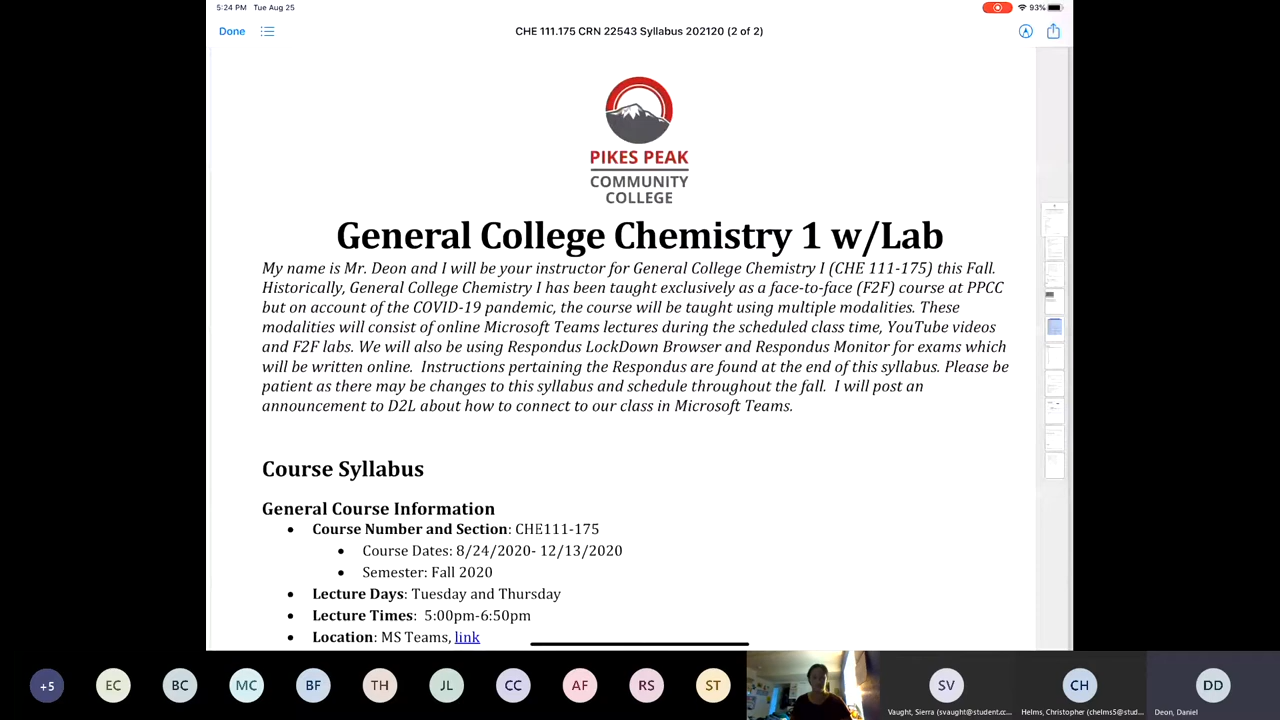 5:24 PM Tue Aug 25
93%
Done
CHE 111.175 CRN 22543 Syllabus 202120 (2 of 2)
PIKES PEAK
COMMUNITY
COLLEGE
General College Chemistry 1 w/Lab
My name is Mr. Deon and I will be your instructor for General College Chemistry I (CHE 111-175) this Fall.
Historically, General College Chemistry I has been taught exclusively as a face-to-face (F2F) course at PPCC
but on account of the COVID-19 pandemic, the course will be taught using multiple modalities. These
modalities will consist of online Microsoft Teams lectures during the scheduled class time, YouTube videos
and F2F labs. We will also be using Respondus LockDown Browser and Respondus Monitor for exams which
will be written online. Instructions pertaining the Respondus are found at the end of this syllabus. Please be
patient as there may be changes to this syllabus and schedule throughout the fall. I will post an
announcement to D2L about how to connect to our class in Microsoft Teams.
Course Syllabus
General Course Information
• Course Number and Section: CHE111-175
• Course Dates: 8/24/2020- 12/13/2020
• Semester: Fall 2020
• Lecture Days: Tuesday and Thursday
• Lecture Times: 5:00pm-6:50pm
• Location: MS Teams, link
+5 EC BC MC BF TH JL CC AF RS ST SV CH DD
Vaught, Sierra (svaught@student.cc... Helms, Christopher (chelms5@stud... Deon, Daniel